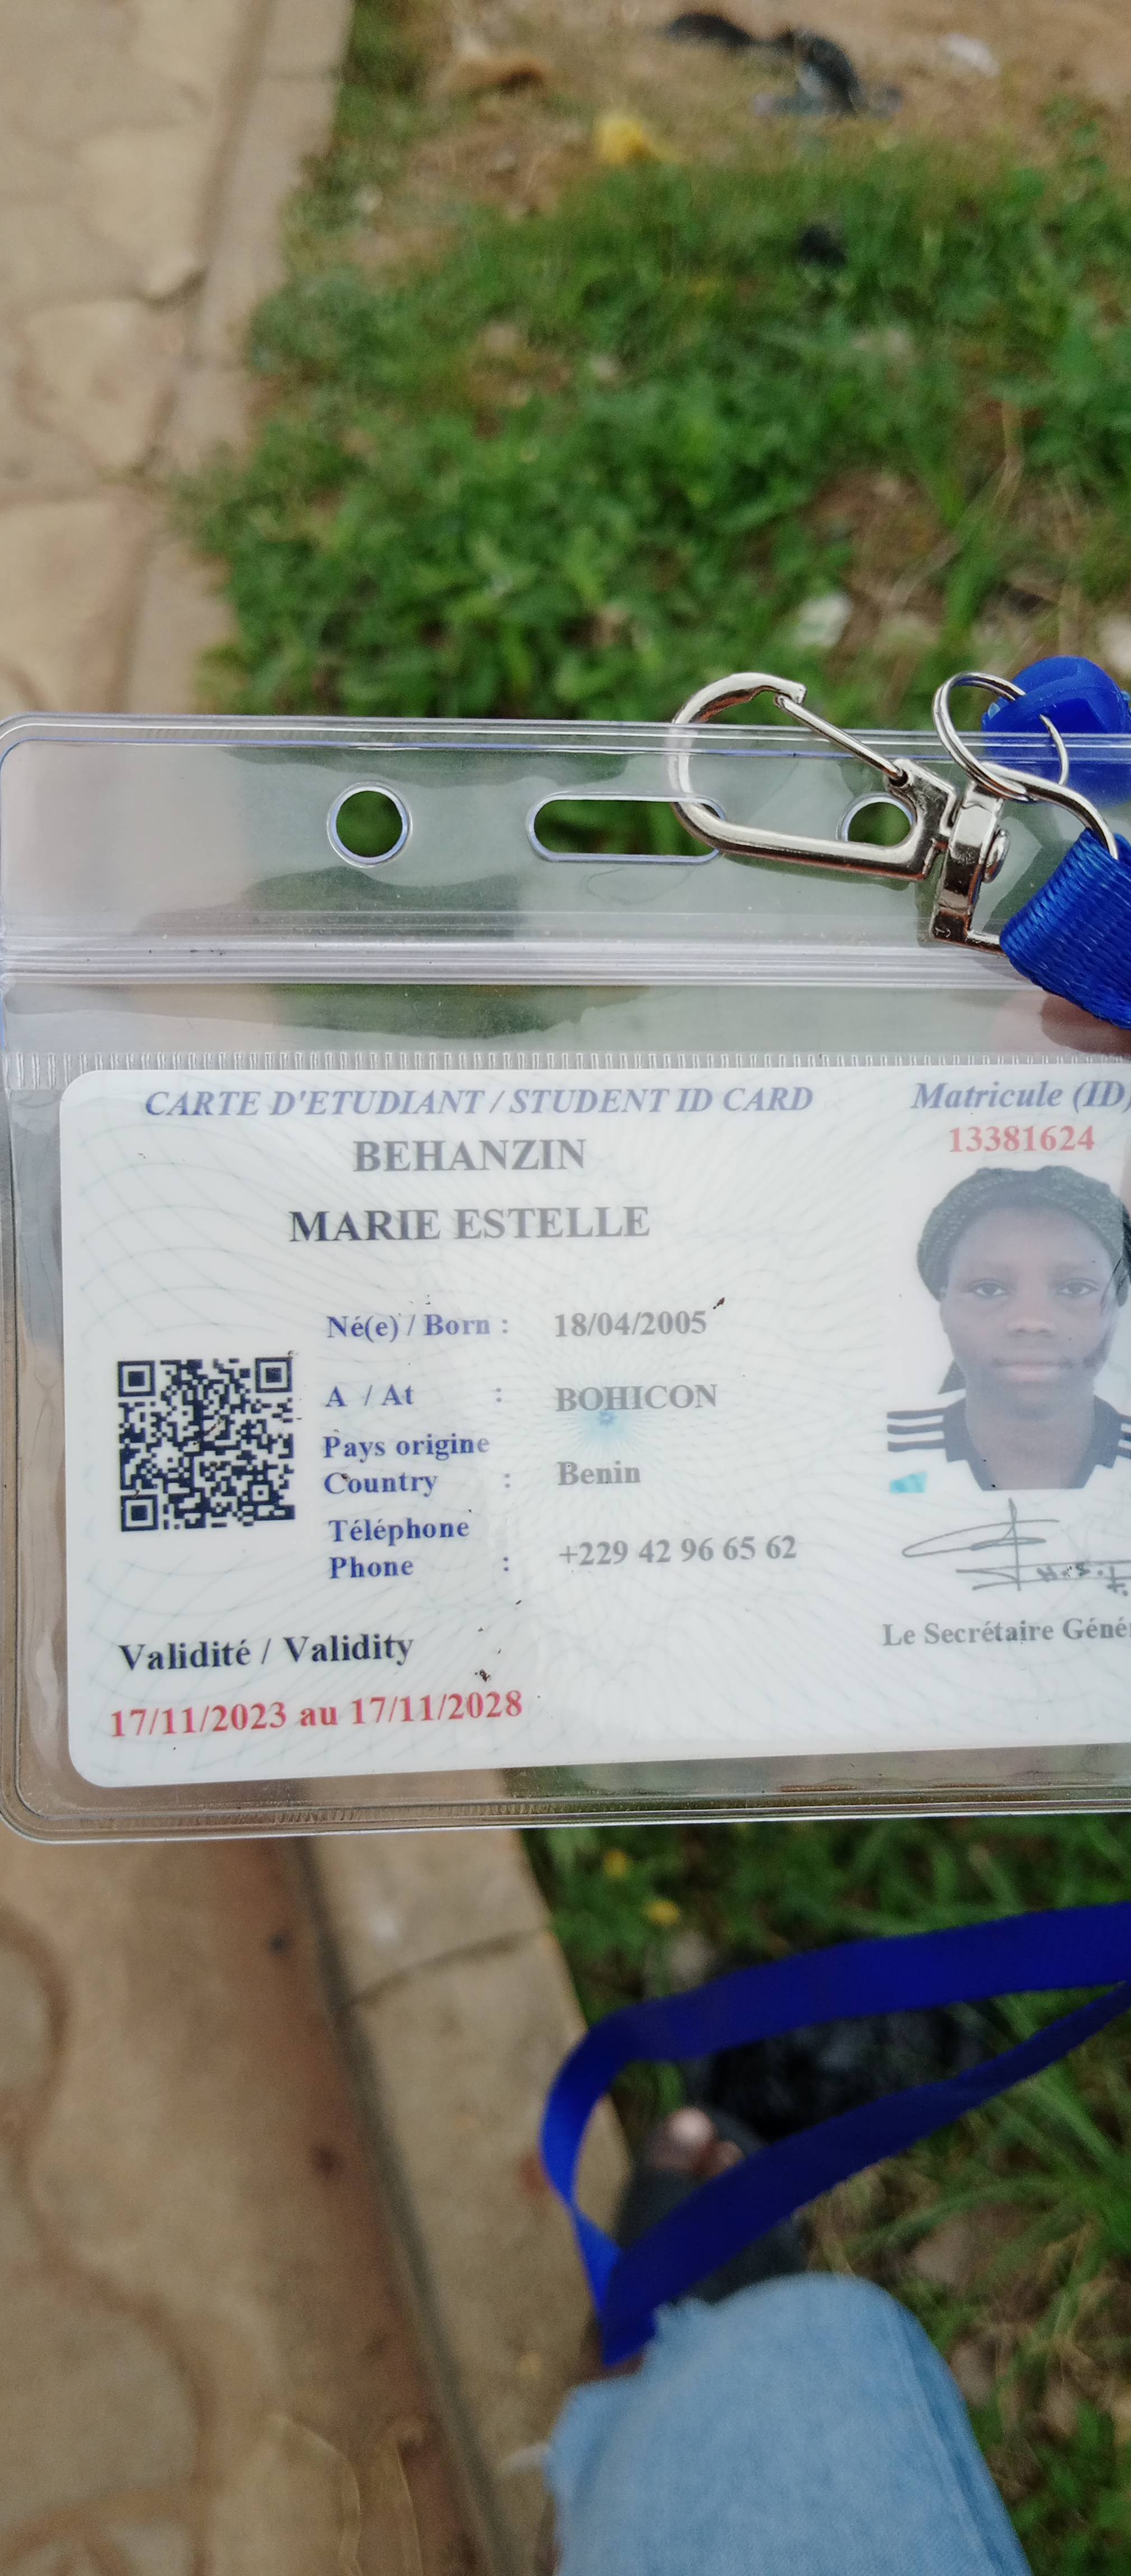 CARTE D'ETUDIANT / STUDENT ID CARD
Matricule (ID)
13381624
BEHANZIN
MARIE ESTELLE
Né(e) / Born : 18/04/2005
A / At : BOHICON
Pays origine
Country : Benin
Téléphone
Phone : +229 42 96 65 62
Le Secrétaire Géné
Validité / Validity
17/11/2023 au 17/11/2028